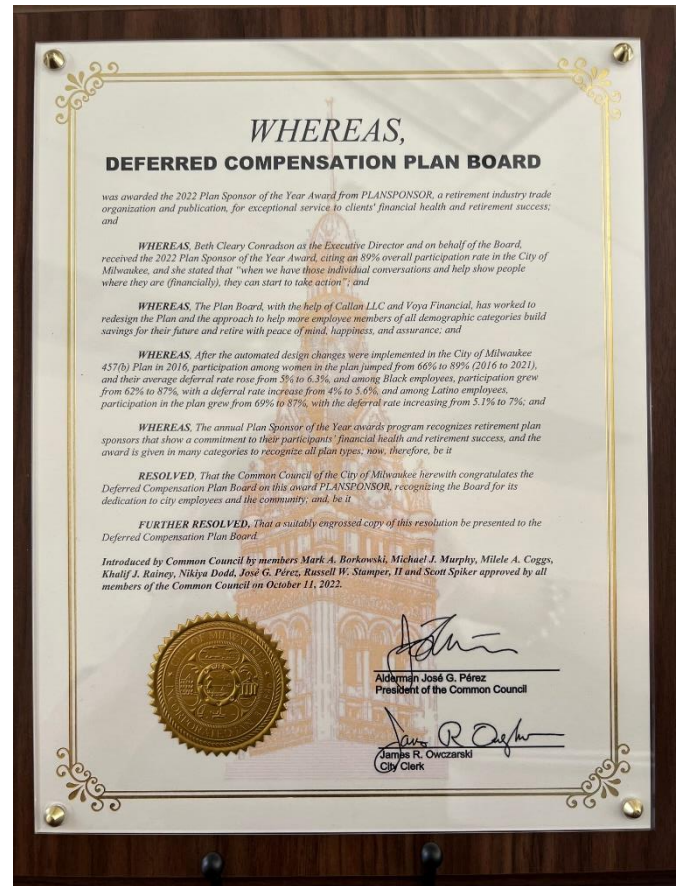 WHEREAS,
DEFERRED COMPENSATION PLAN BOARD
was awarded the 2022 Plan Sponsor of the Year Award from PLANSPONSOR, a retirement industry trade
organization and publication, for exceptional service to clients' financial health and retirement success;
and
WHEREAS, Beth Cleary Conradson as the Executive Director and on behalf of the Board,
received the 2022 Plan Sponsor of the Year Award, citing an 89% overall participation rate in the City of
Milwaukee, and she stated that "when we have those individual conversations and help show people
where they are (financially), they can start to take action"; and
WHEREAS, The Plan Board, with the help of Callan LLC and Voya Financial, has worked to
redesign the Plan and the approach to help more employee members of all demographic categories build
savings for their future and retire with peace of mind, happiness, and assurance; and
WHEREAS, After the automated design changes were implemented in the City of Milwaukee
457(b) Plan in 2016, participation among women in the plan jumped from 66% to 89% (2016 to 2021),
and their average deferral rate rose from 5% to 6.3%, and among Black employees, participation grew
from 62% to 87%, with a deferral rate increase from 4% to 5.6%, and among Latino employees,
participation in the plan grew from 69% to 87%, with the deferral rate increasing from 5.1% to 7%; and
WHEREAS, The annual Plan Sponsor of the Year awards program recognizes retirement plan
sponsors that show a commitment to their participants' financial health and retirement success, and the
award is given in many categories to recognize all plan types; now, therefore, be it
RESOLVED, That the Common Council of the City of Milwaukee herewith congratulates the
Deferred Compensation Plan Board on this award PLANSPONSOR, recognizing the Board for its
dedication to city employees and the community; and, be it
FURTHER RESOLVED, That a suitably engrossed copy of this resolution be presented to the
Deferred Compensation Plan Board.
Introduced by Common Council by members Mark A. Borkowski, Michael J. Murphy, Milele A. Coggs,
Khalif J. Rainey, Nikiya Dodd, José G. Pérez, Russell W. Stamper, II and Scott Spiker approved by all
members of the Common Council on October 11, 2022.
Alderman José G. Pérez
President of the Common Council
James R. Owczarski
City Clerk
MILWAUKEE